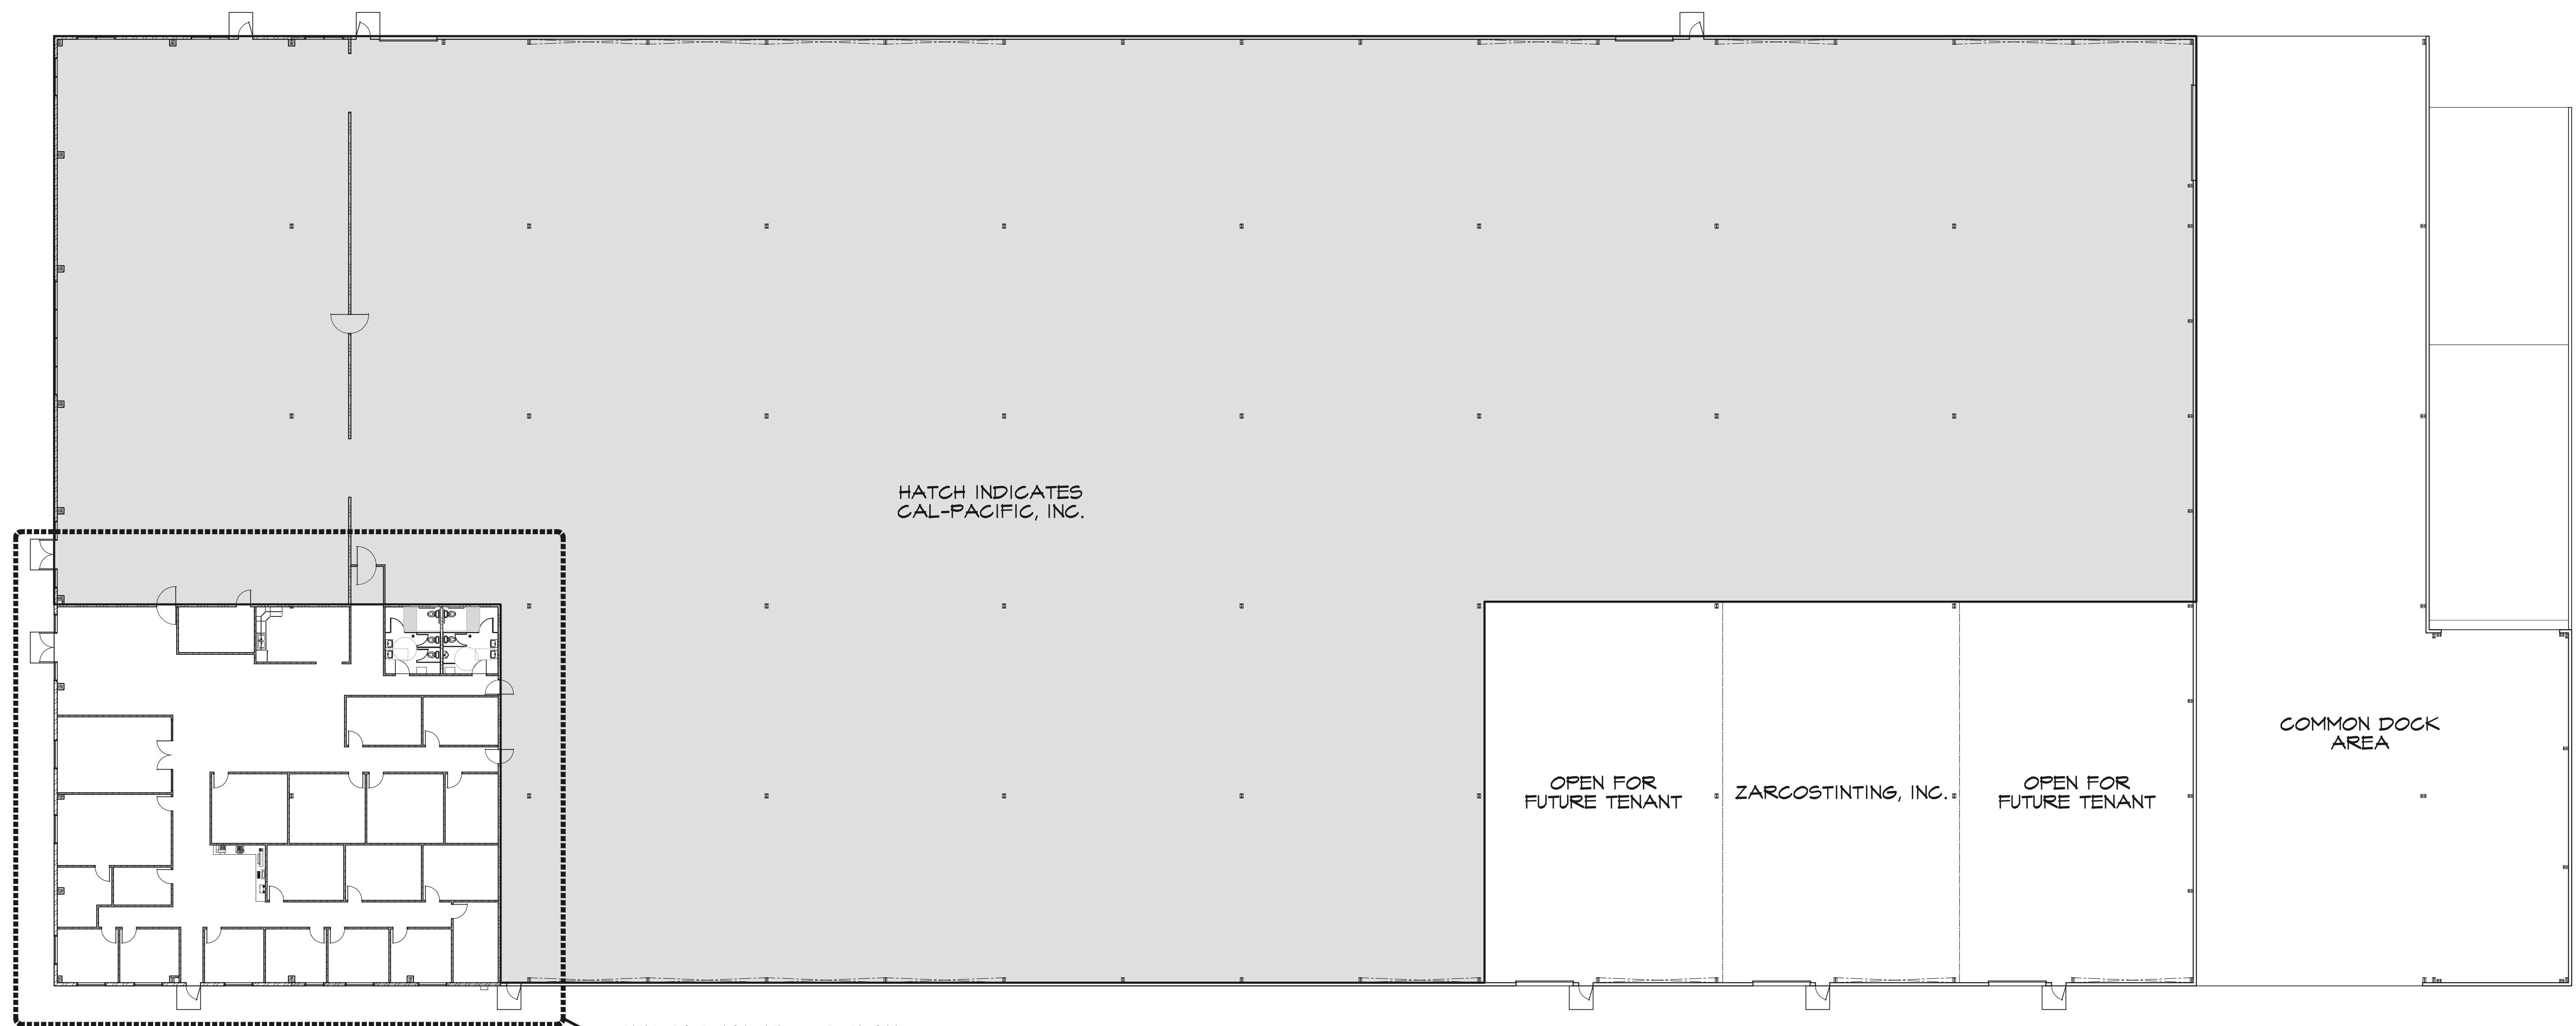 HATCH INDICATES
CAL-PACIFIC, INC.
OPEN FOR
FUTURE TENANT
ZARCOSTINTING, INC.
OPEN FOR
FUTURE TENANT
COMMON DOCK
AREA